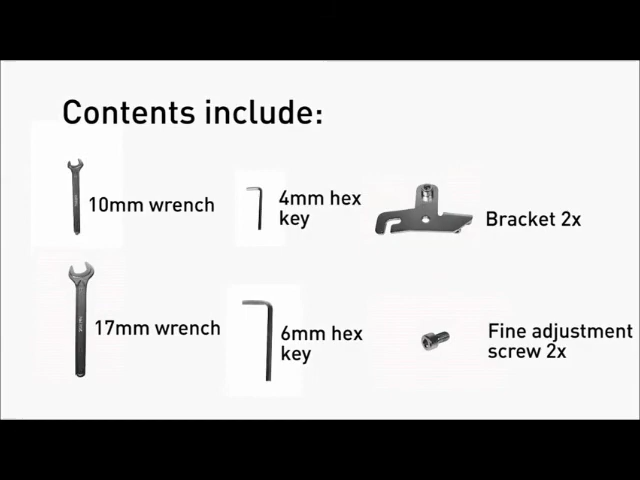 Contents include:
10mm wrench
4mm hex
key
Bracket 2x
17mm wrench
6mm hex
key
Fine adjustment
screw 2x